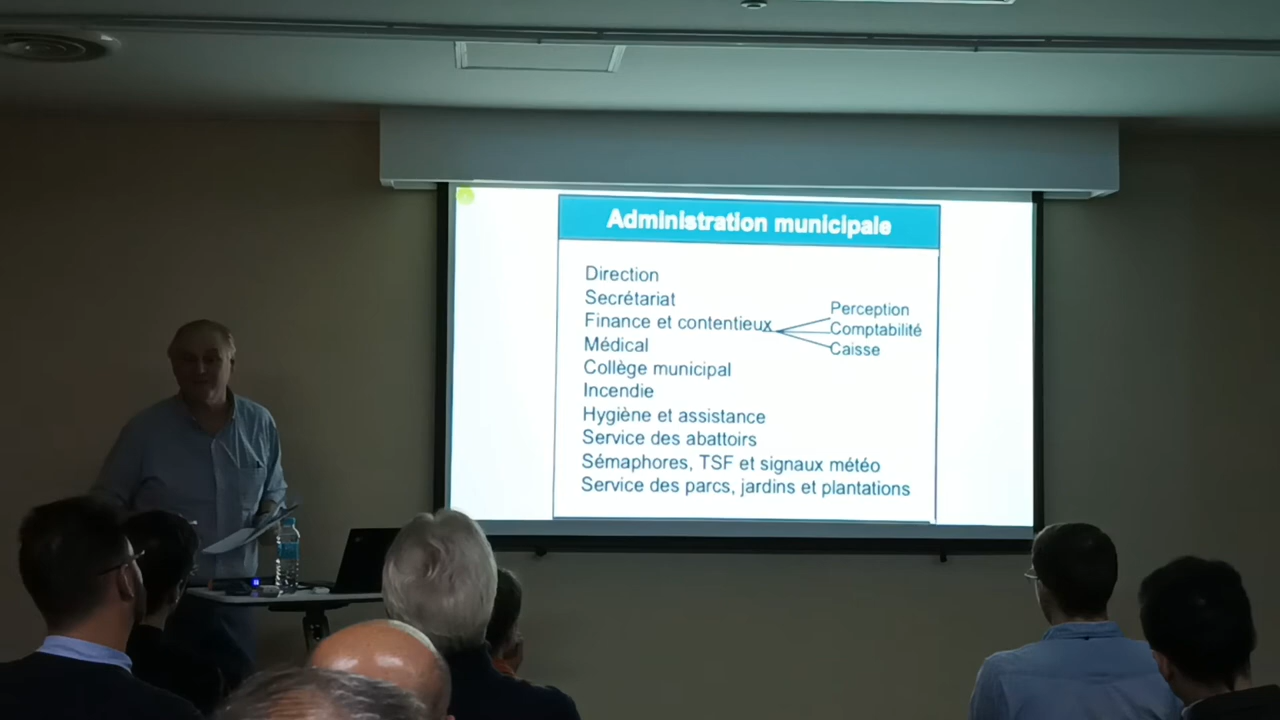 Administration municipale
Direction
Secrétariat
Finance et contentieux
Perception
Comptabilité
Caisse
Médical
Collège municipal
Incendie
Hygiène et assistance
Service des abattoirs
Sémaphores, TSF et signaux météo
Service des parcs, jardins et plantations